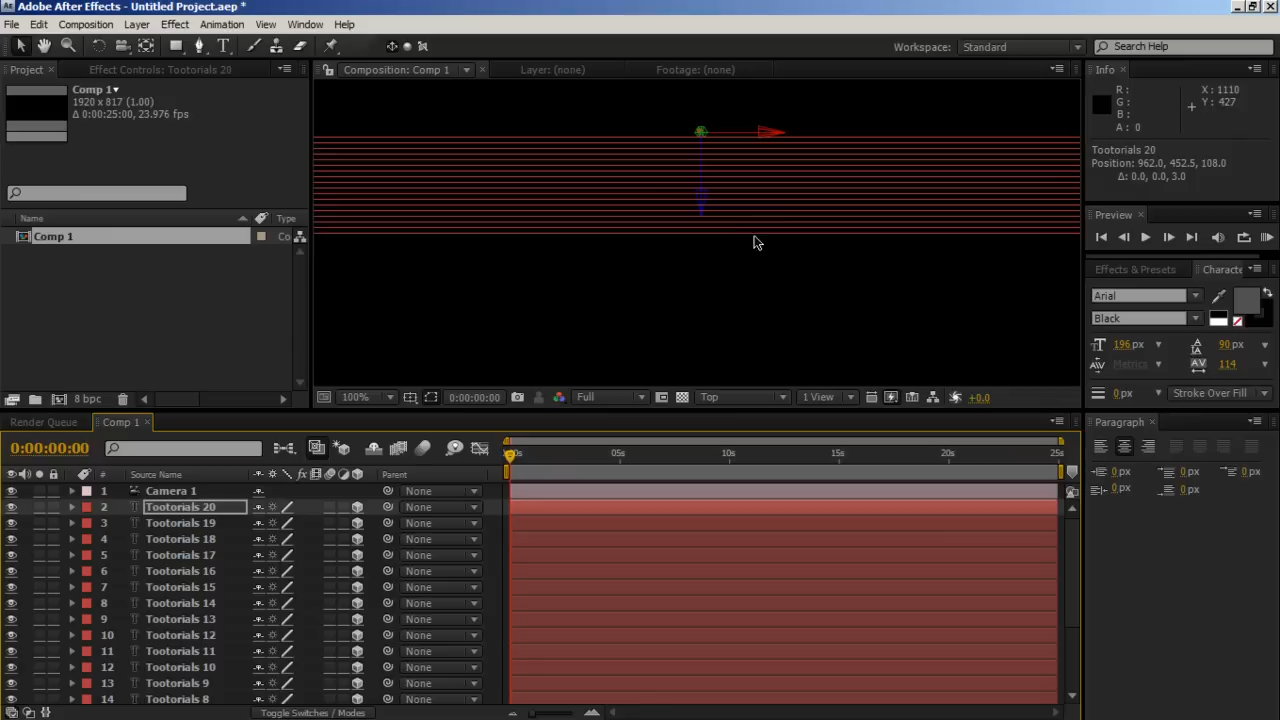 Adobe After Effects - Untitled Project.aep *
File Edit Composition Layer Effect Animation View Window Help
Workspace: Standard Search Help
Project Effect Controls: Tootorials 20
Composition: Comp 1 Layer: (none) Footage: (none)
Info
Comp 1
1920 x 817 (1.00)
Δ 0:00:25:00, 23.976 fps
R :
G :
B :
A : 0
X : 1110
Y : 427
Tootorials 20
Position: 962.0, 452.5, 108.0
Δ: 0.0, 0.0, 3.0
Name Type
Comp 1 Co
Preview
Effects & Presets Characte
Arial
Black
196 px 90 px
Metrics 114
0 px Stroke Over Fill
8 bpc
100% 0:00:00:00 Full Top 1 View +0.0
Render Queue Comp 1
Paragraph
0:00:00:00
05s 10s 15s 20s 25s
# Source Name Parent
1 Camera 1 None
2 Tootorials 20 None
3 Tootorials 19 None
4 Tootorials 18 None
5 Tootorials 17 None
6 Tootorials 16 None
7 Tootorials 15 None
8 Tootorials 14 None
9 Tootorials 13 None
10 Tootorials 12 None
11 Tootorials 11 None
12 Tootorials 10 None
13 Tootorials 9 None
14 Tootorials 8 None
0 px 0 px 0 px
0 px 0 px
Toggle Switches / Modes